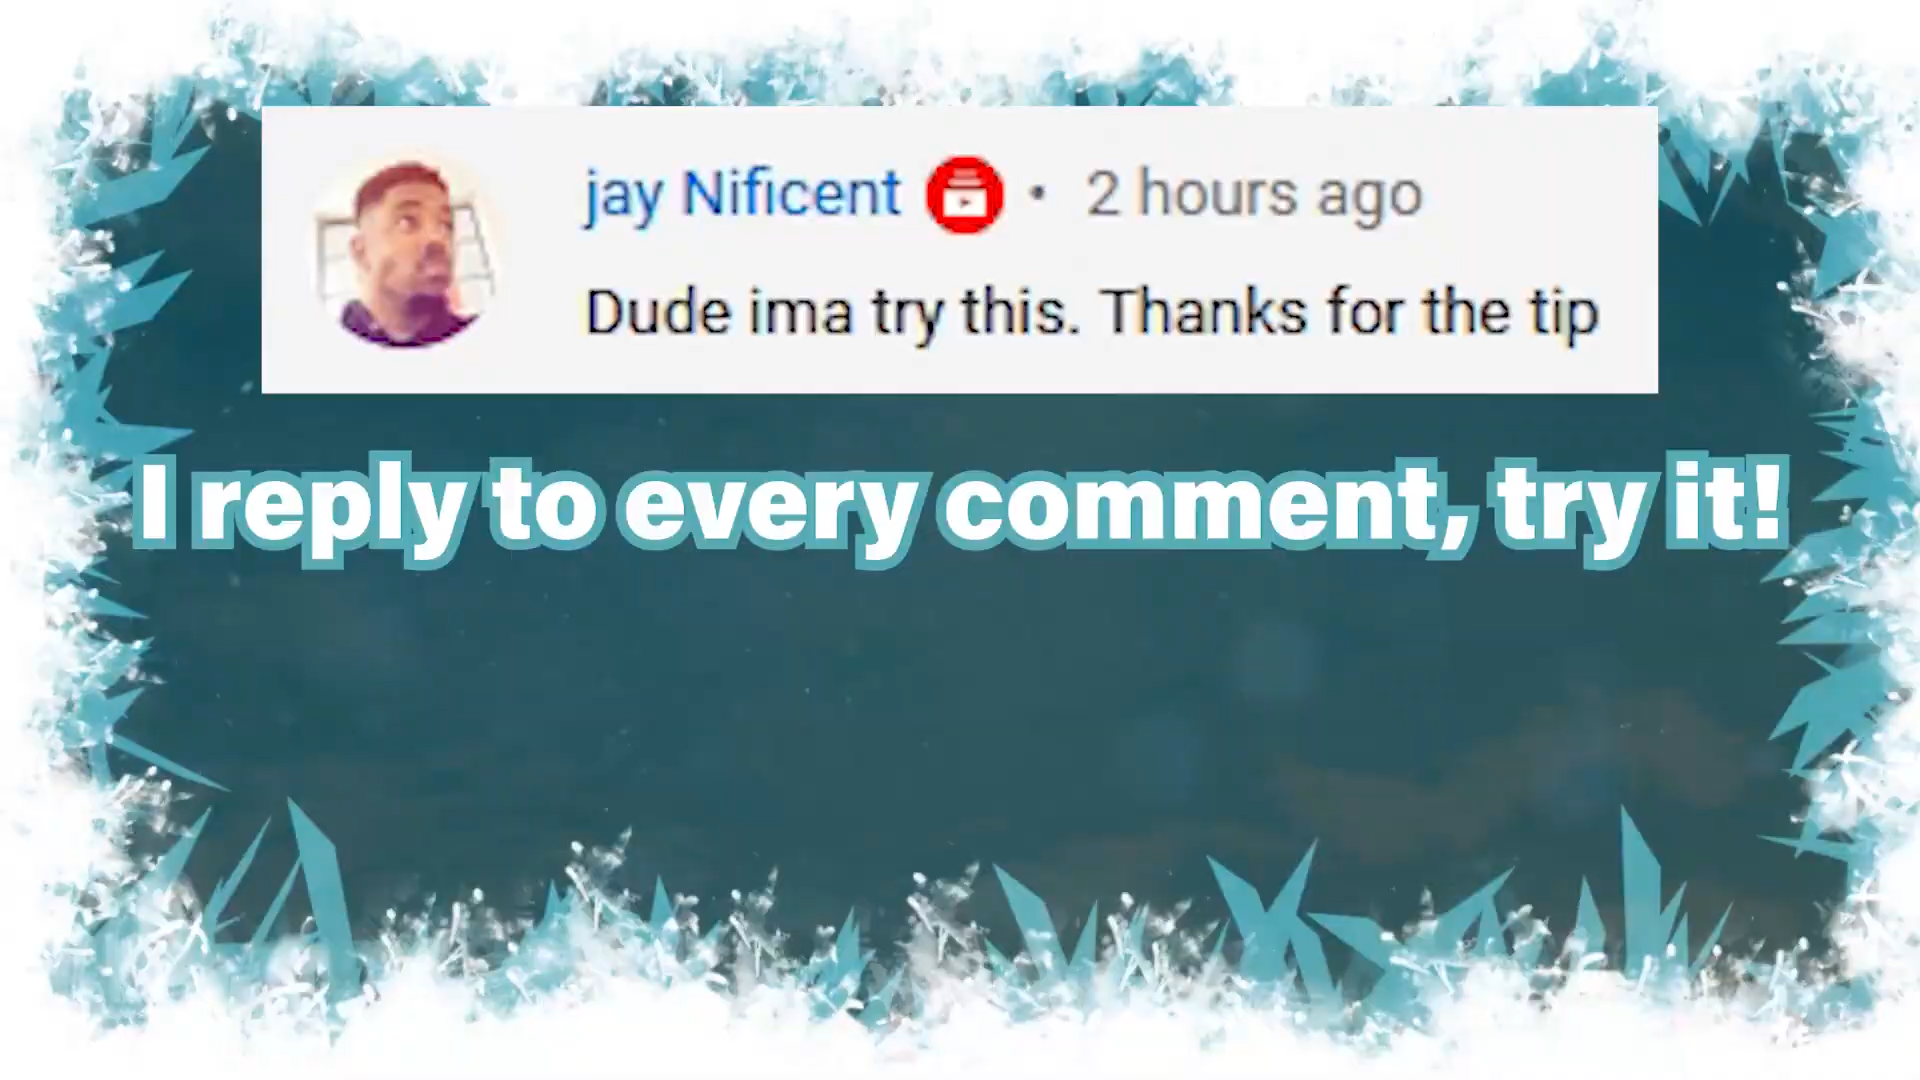 jay Nificent • 2 hours ago
Dude ima try this. Thanks for the tip
I reply to every comment, try it!